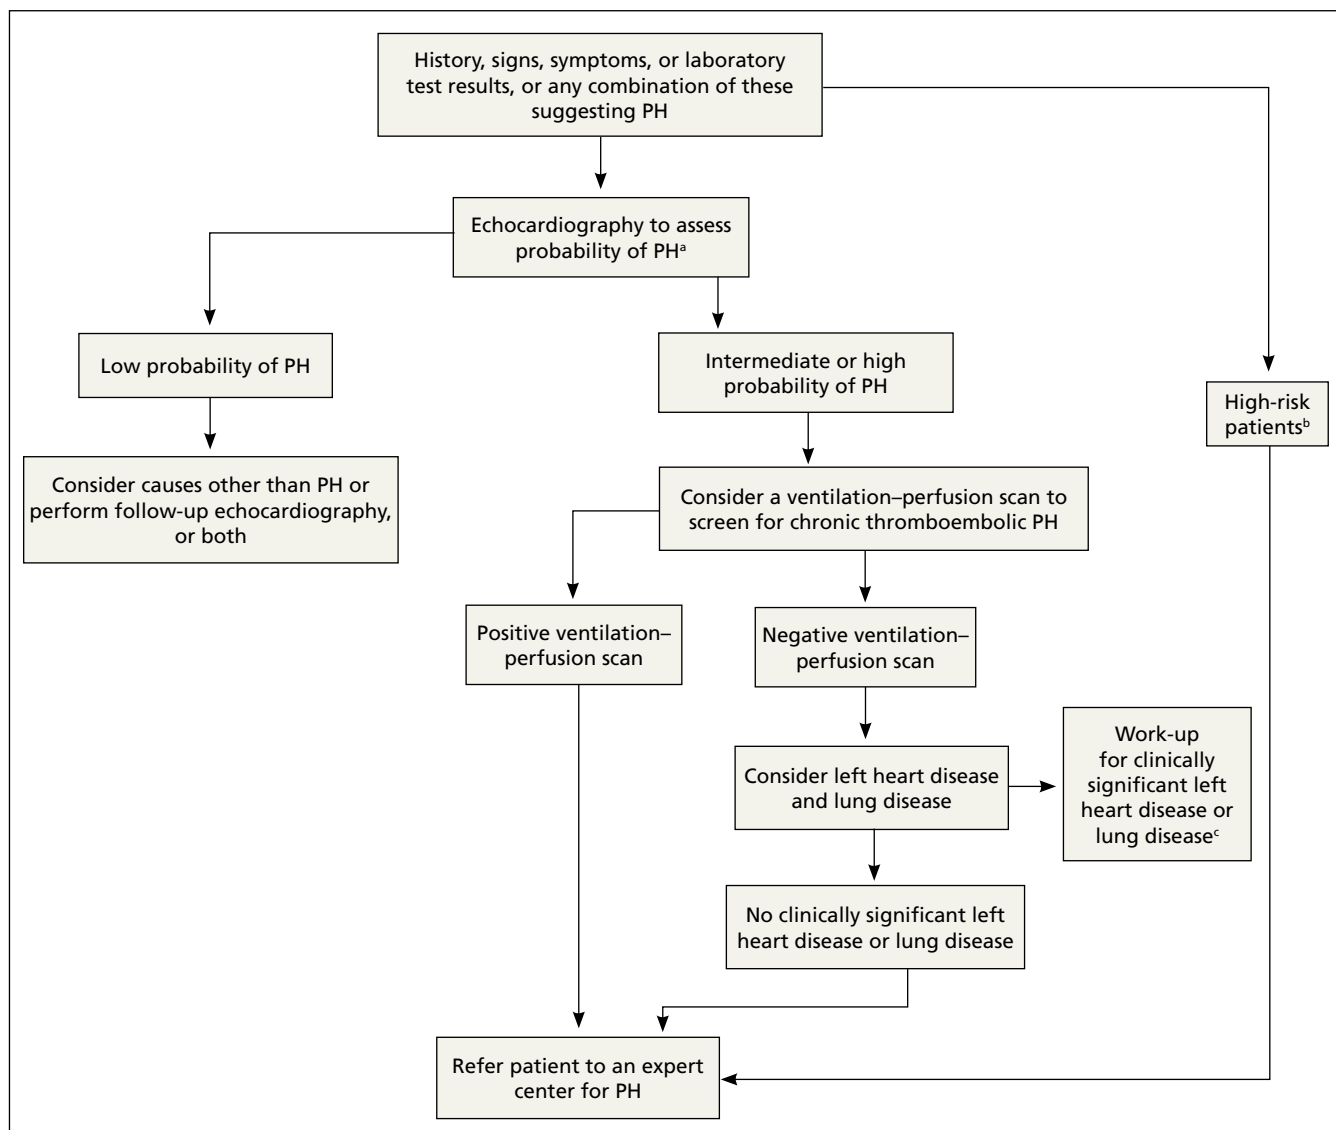 History, signs, symptoms, or laboratory
test results, or any combination of these
suggesting PH
Echocardiography to assess
probability of PHᵃ
Low probability of PH
Intermediate or high
probability of PH
High-risk
patientsᵇ
Consider causes other than PH or
perform follow-up echocardiography,
or both
Consider a ventilation–perfusion scan to
screen for chronic thromboembolic PH
Positive ventilation–
perfusion scan
Negative ventilation–
perfusion scan
Consider left heart disease
and lung disease
Work-up
for clinically
significant left
heart disease or
lung diseaseᶜ
No clinically significant left
heart disease or lung disease
Refer patient to an expert
center for PH